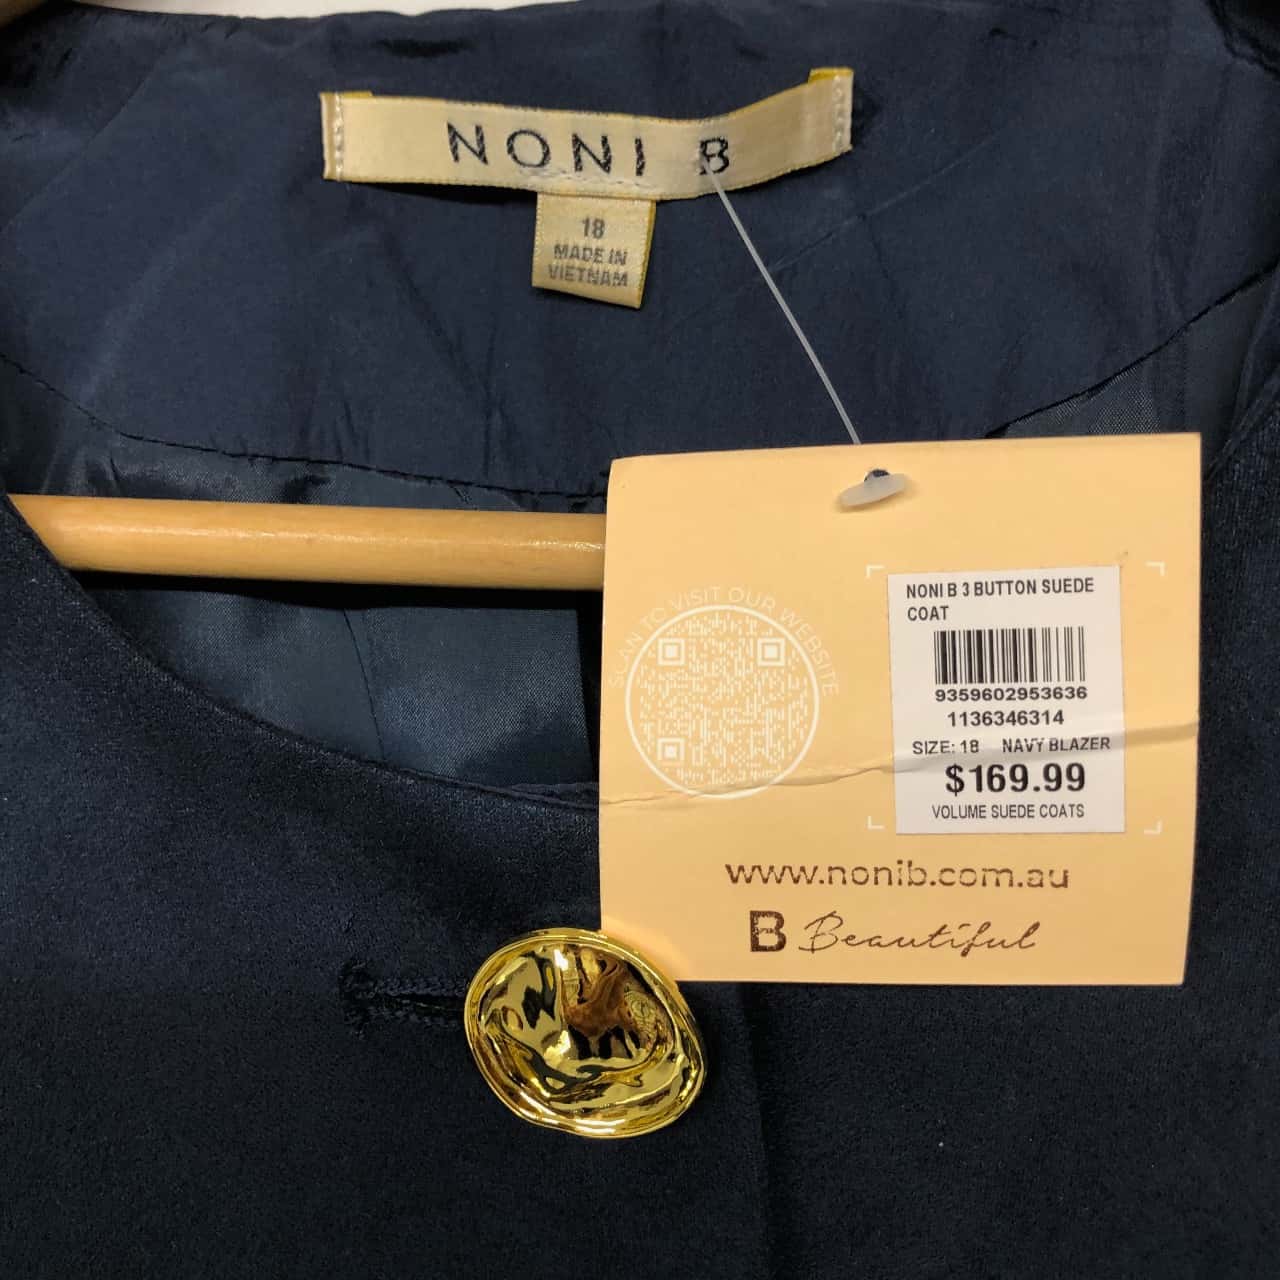 NONI B
18
MADE IN
VIETNAM
SCAN TO VISIT OUR WEBSITE
NONI B 3 BUTTON SUEDE
COAT
9359602953636
1136346314
SIZE: 18 NAVY BLAZER
$169.99
VOLUME SUEDE COATS
www.nonib.com.au
B Beautiful